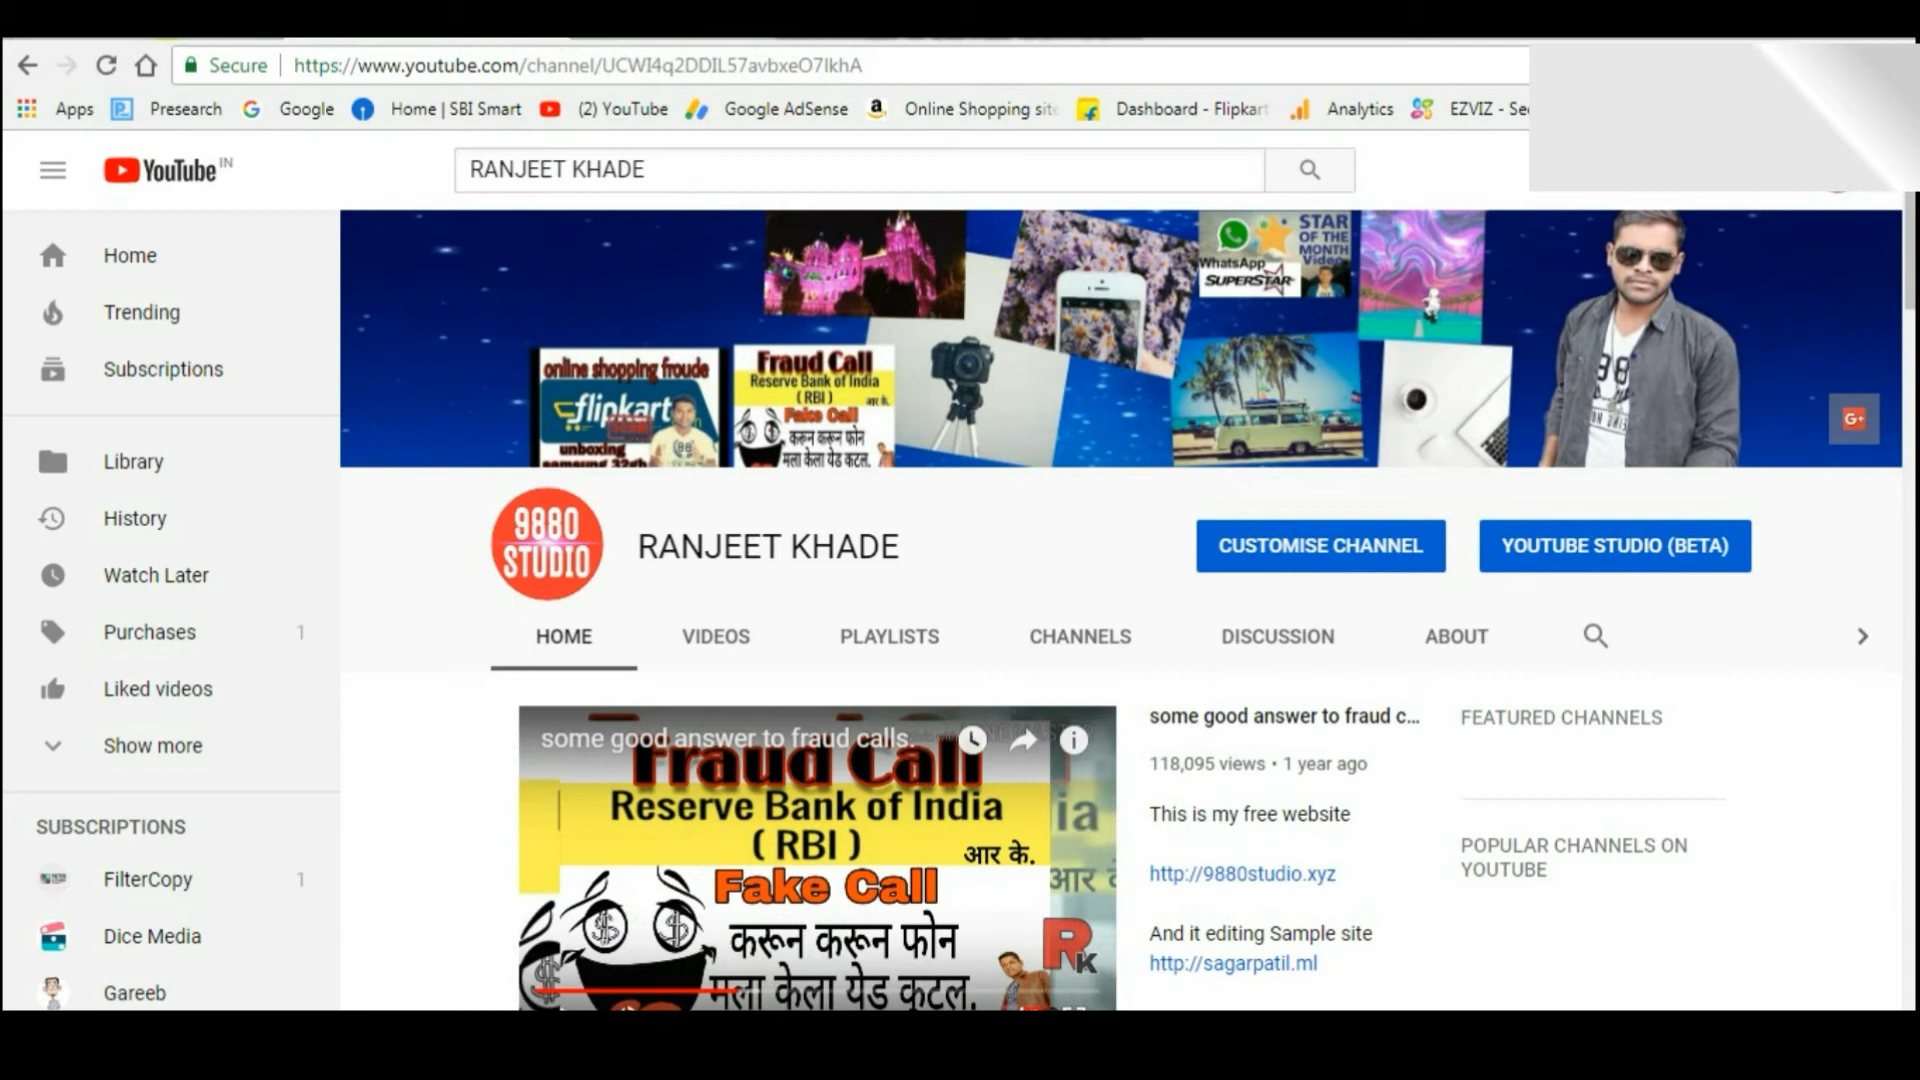 Secure
https://www.youtube.com/channel/UCWI4q2DDIL57avbxeO7lkhA
Apps
Presearch
Google
Home | SBI Smart
(2) YouTube
Google AdSense
Online Shopping site
Dashboard - Flipkart
Analytics
EZVIZ - Se
YouTube IN
RANJEET KHADE
Home
Trending
Subscriptions
Library
History
Watch Later
Purchases 1
Liked videos
Show more
SUBSCRIPTIONS
FilterCopy 1
Dice Media
Gareeb
online shopping froude
flipkart
unboxing
samsung 32gb
Fraud Call
Reserve Bank of India
( RBI )
आर के.
Fake Call
करून करून फोन
मला केला येड कटल.
WhatsApp
SUPERSTAR
STAR
OF THE
MONTH
Video
G+
9880
STUDIO
RANJEET KHADE
CUSTOMISE CHANNEL
YOUTUBE STUDIO (BETA)
HOME
VIDEOS
PLAYLISTS
CHANNELS
DISCUSSION
ABOUT
some good answer to fraud calls.
Fraud Call
Reserve Bank of India
( RBI )
आर के.
Fake Call
करून करून फोन
मला केला येड कुटल.
RK
some good answer to fraud c...
118,095 views • 1 year ago
This is my free website
http://9880studio.xyz
And it editing Sample site
http://sagarpatil.ml
FEATURED CHANNELS
POPULAR CHANNELS ON
YOUTUBE